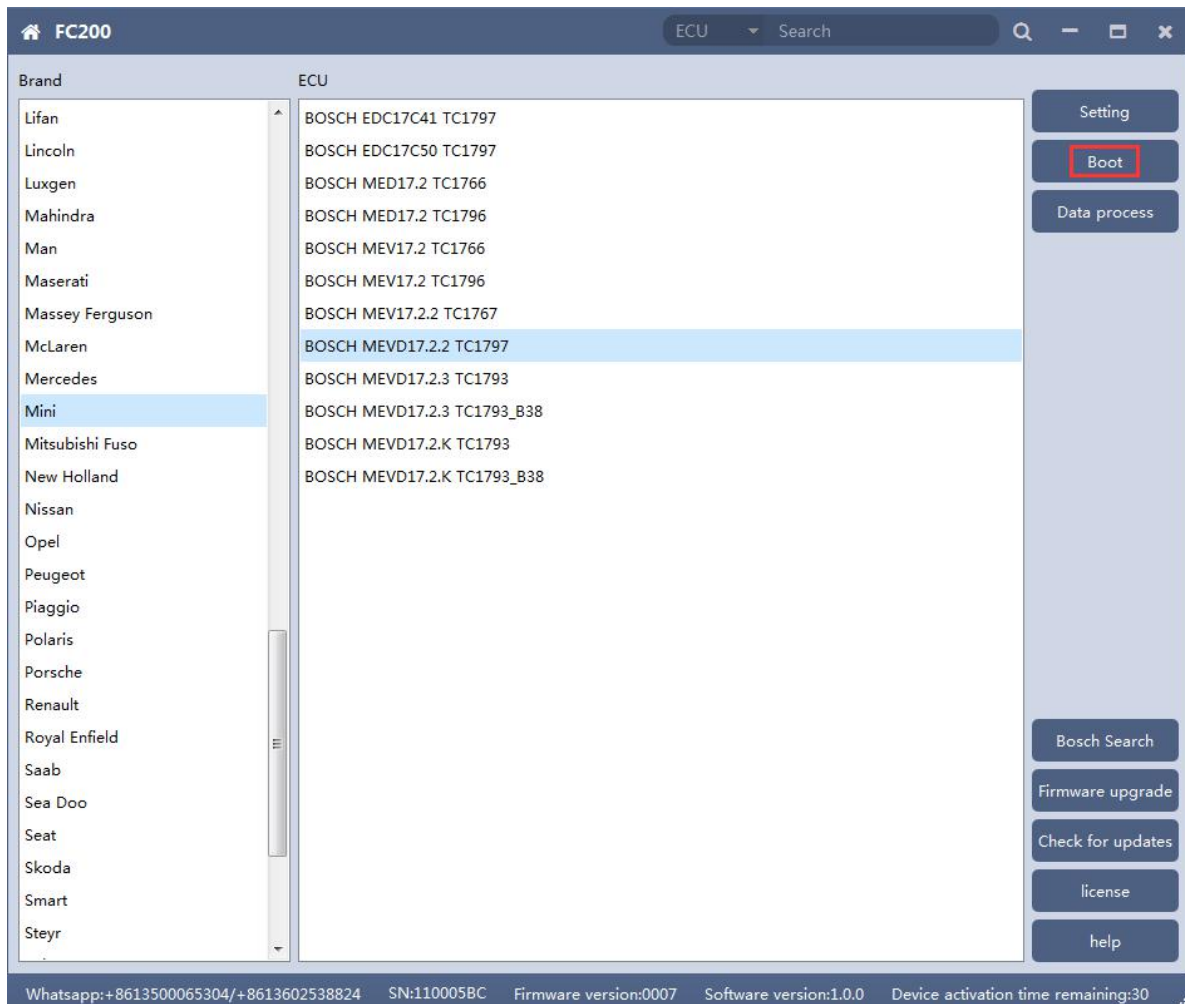 FC200
ECU Search
Brand
Lifan
Lincoln
Luxgen
Mahindra
Man
Maserati
Massey Ferguson
McLaren
Mercedes
Mini
Mitsubishi Fuso
New Holland
Nissan
Opel
Peugeot
Piaggio
Polaris
Porsche
Renault
Royal Enfield
Saab
Sea Doo
Seat
Skoda
Smart
Steyr
ECU
BOSCH EDC17C41 TC1797
BOSCH EDC17C50 TC1797
BOSCH MED17.2 TC1766
BOSCH MED17.2 TC1796
BOSCH MEV17.2 TC1766
BOSCH MEV17.2 TC1796
BOSCH MEV17.2.2 TC1767
BOSCH MEVD17.2.2 TC1797
BOSCH MEVD17.2.3 TC1793
BOSCH MEVD17.2.3 TC1793_B38
BOSCH MEVD17.2.K TC1793
BOSCH MEVD17.2.K TC1793_B38
Setting
Boot
Data process
Bosch Search
Firmware upgrade
Check for updates
license
help
Whatsapp:+8613500065304/+8613602538824 SN:110005BC Firmware version:0007 Software version:1.0.0 Device activation time remaining:30